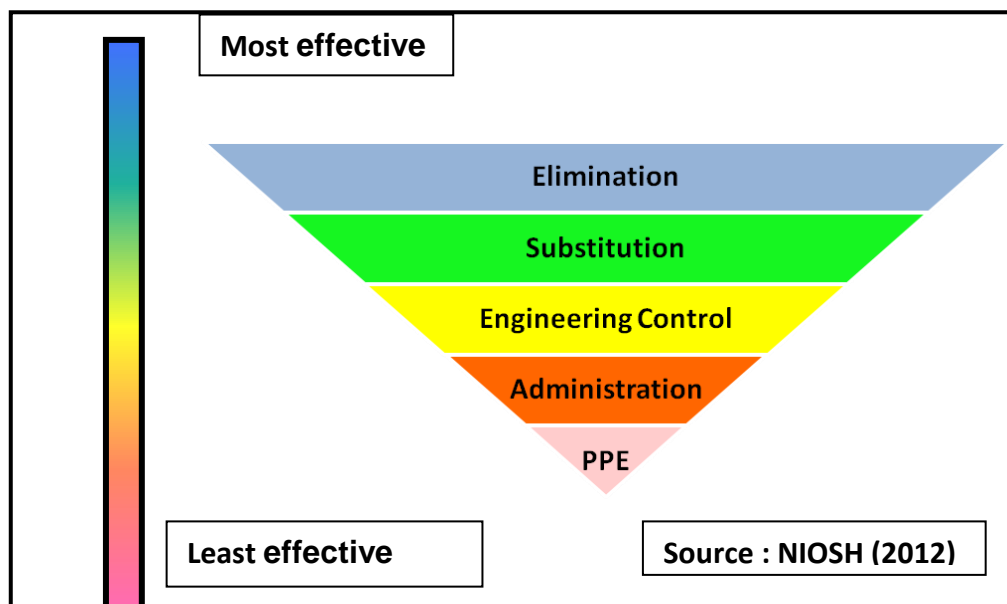 Most effective
Elimination
Substitution
Engineering Control
Administration
PPE
Least effective
Source : NIOSH (2012)